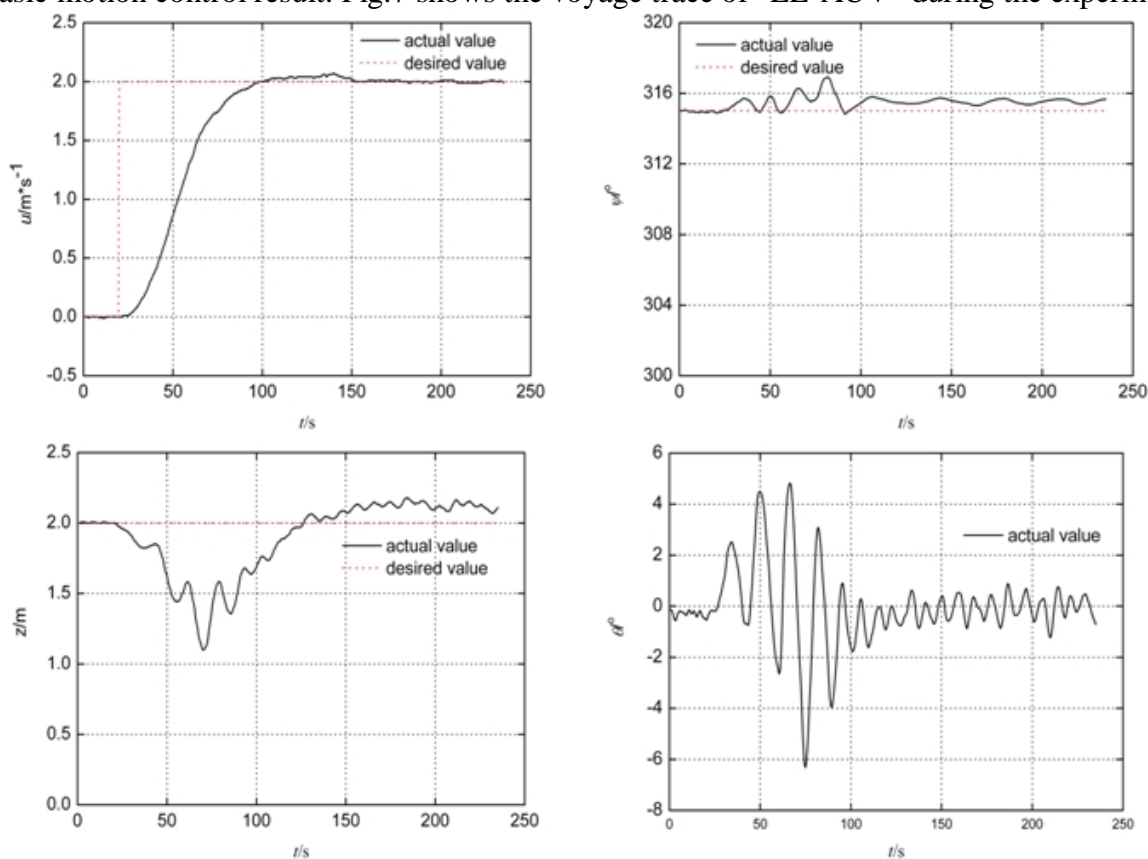 asic motion control result. Fig.7 shows the voyage trace of "EE-AUV" during the experim
2.5
2.0
1.5
1.0
0.5
0.0
-0.5
u/m*s⁻¹
actual value
desired value
0 50 100 150 200 250
t/s
320
316
312
308
304
300
ψ/°
actual value
desired value
0 50 100 150 200 250
t/s
2.5
2.0
1.5
1.0
0.5
0.0
z/m
actual value
desired value
0 50 100 150 200 250
t/s
6
4
2
0
-2
-4
-6
-8
θ/°
actual value
0 50 100 150 200 250
t/s